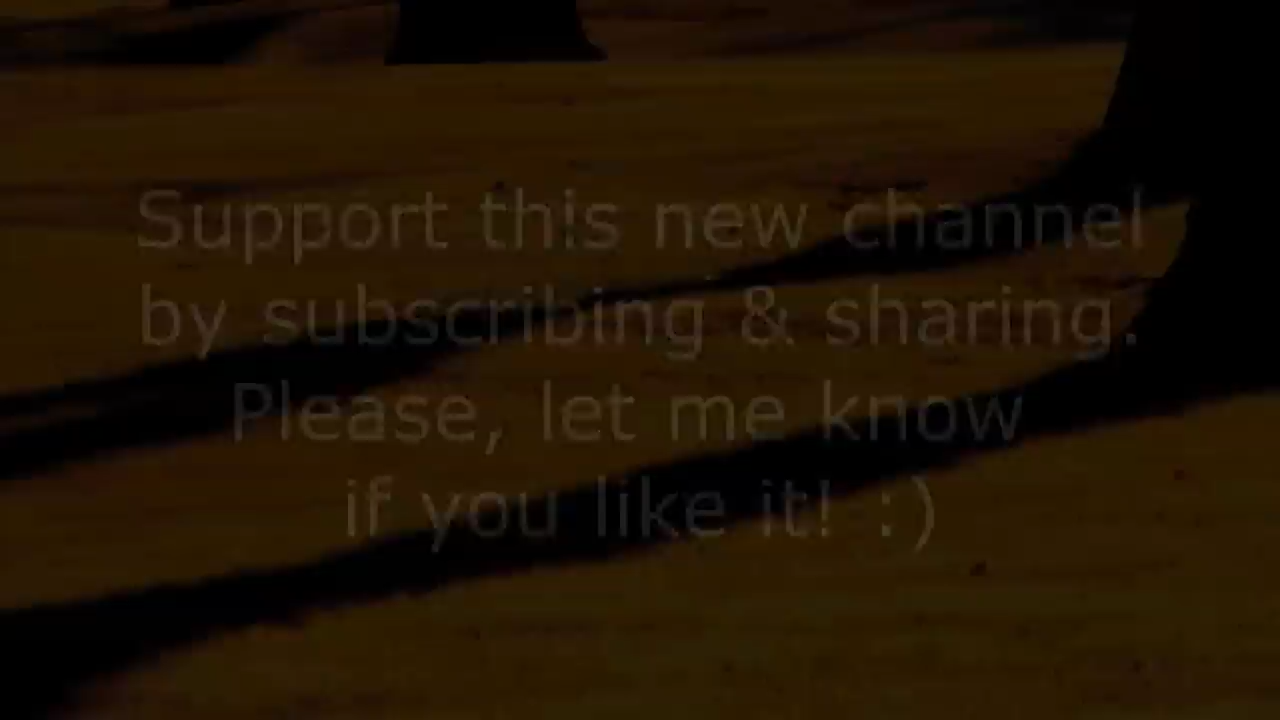 Support this new channel
by subscribing & sharing.
Please, let me know
if you like it! :)